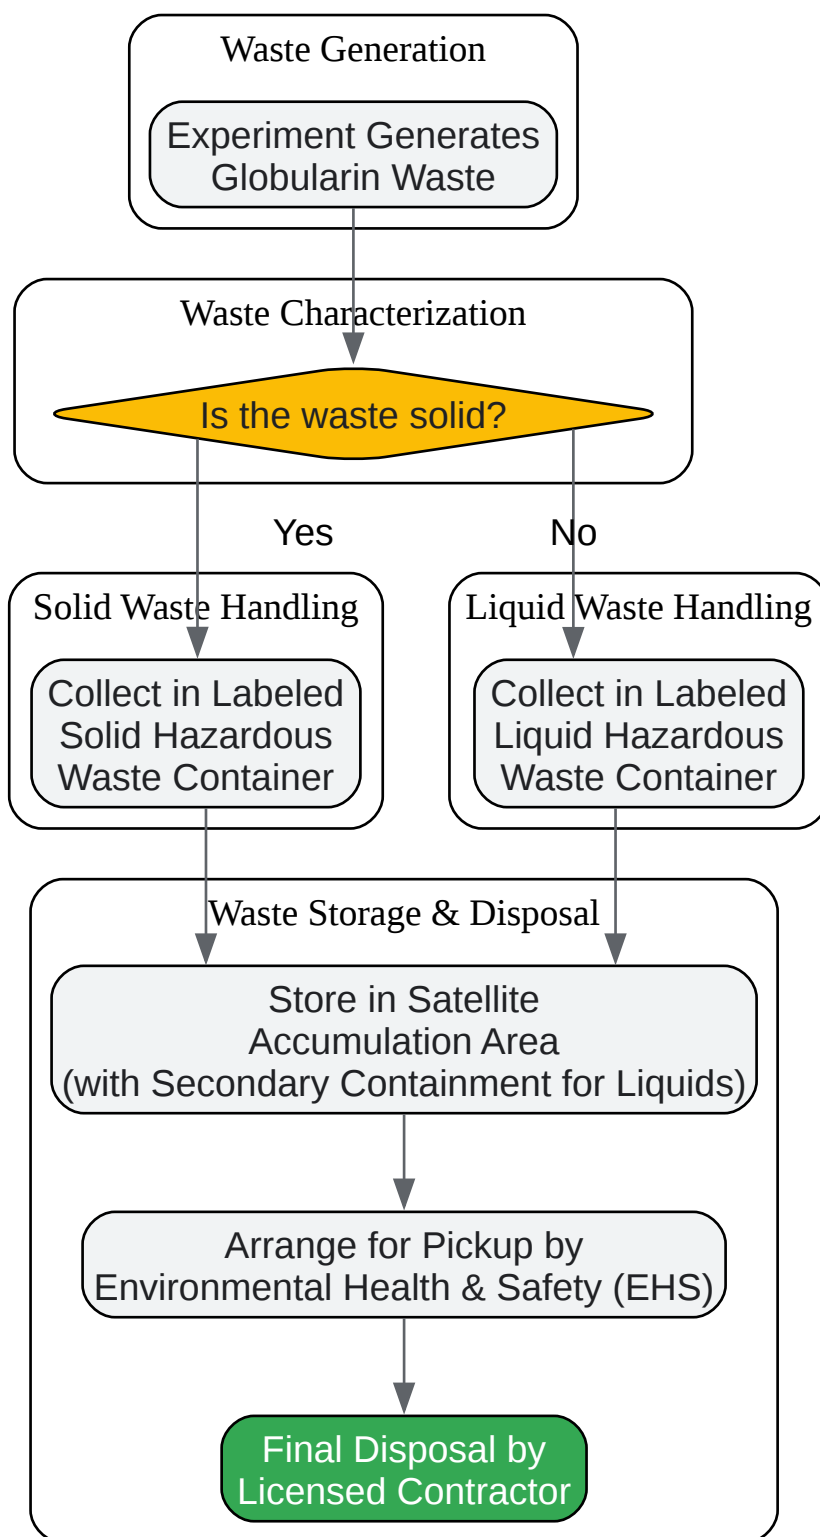 Waste Generation
Experiment Generates
Globularin Waste
Waste Characterization
Is the waste solid?
Yes
No
Solid Waste Handling
Collect in Labeled
Solid Hazardous
Waste Container
Liquid Waste Handling
Collect in Labeled
Liquid Hazardous
Waste Container
Waste Storage & Disposal
Store in Satellite
Accumulation Area
(with Secondary Containment for Liquids)
Arrange for Pickup by
Environmental Health & Safety (EHS)
Final Disposal by
Licensed Contractor